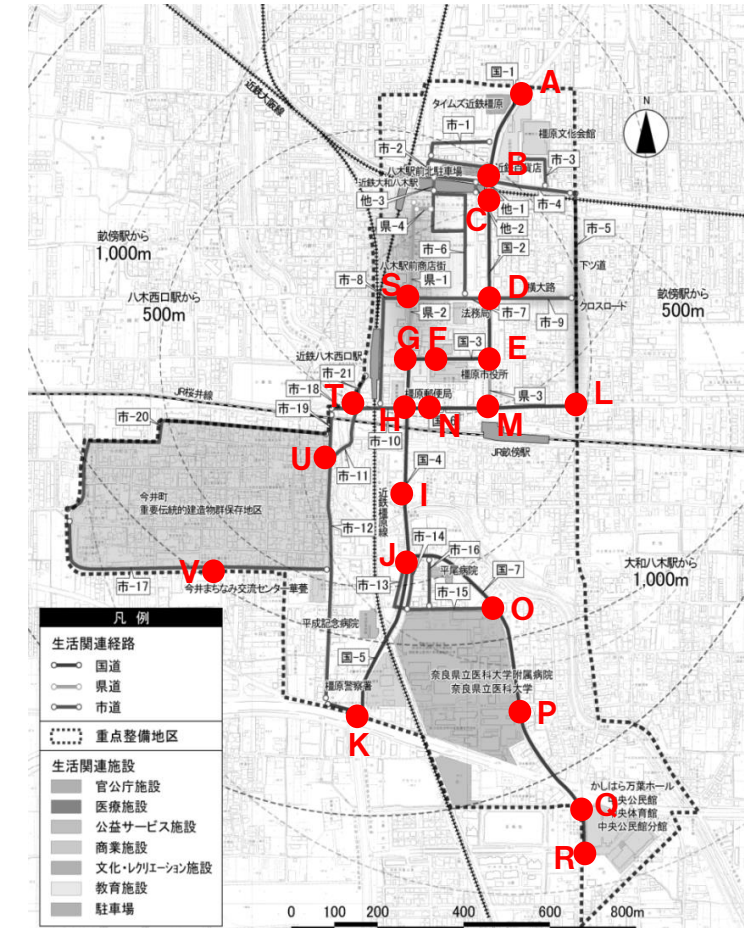 国-1
A
近鉄大阪線
タイムズ近鉄橿原
市-1
橿原文化会館
N
市-2
B
市-3
八木駅前北駐車場
近鉄大和八木駅
他-3
C
他-1
市-4
他-2
県-4
市-5
畝傍駅から
1,000m
市-6
国-2
八木駅前商店街
下ツ道
市-8
県-1
S
D
横大路
八木西口駅から
500m
畝傍駅から
500m
県-2
法務局
市-7
市-9
クロスロード
G
F
国-3
E
近鉄八木西口駅
市-21
橿原市役所
市-18
T
橿原郵便局
県-3
L
JR桜井線
市-19
H
N
M
市-20
市-10
JR畝傍駅
U
市-11
国-4
I
今井町
重要伝統的建造物群保存地区
近鉄橿原線
市-12
市-14
J
市-16
大和八木駅から
1,000m
平尾病院
国-7
市-17
V
市-13
市-15
O
今井まちなみ交流センター華甍
平成記念病院
国-5
奈良県立医科大学附属病院
奈良県立医科大学
橿原警察署
K
P
かしはら万葉ホール
Q
中央公民館
中央体育館
中央公民館分館
R
凡 例
生活関連経路
国道
県道
市道
重点整備地区
生活関連施設
官公庁施設
医療施設
公益サービス施設
商業施設
文化・レクリエーション施設
教育施設
駐車場
0 200 400 600 800m